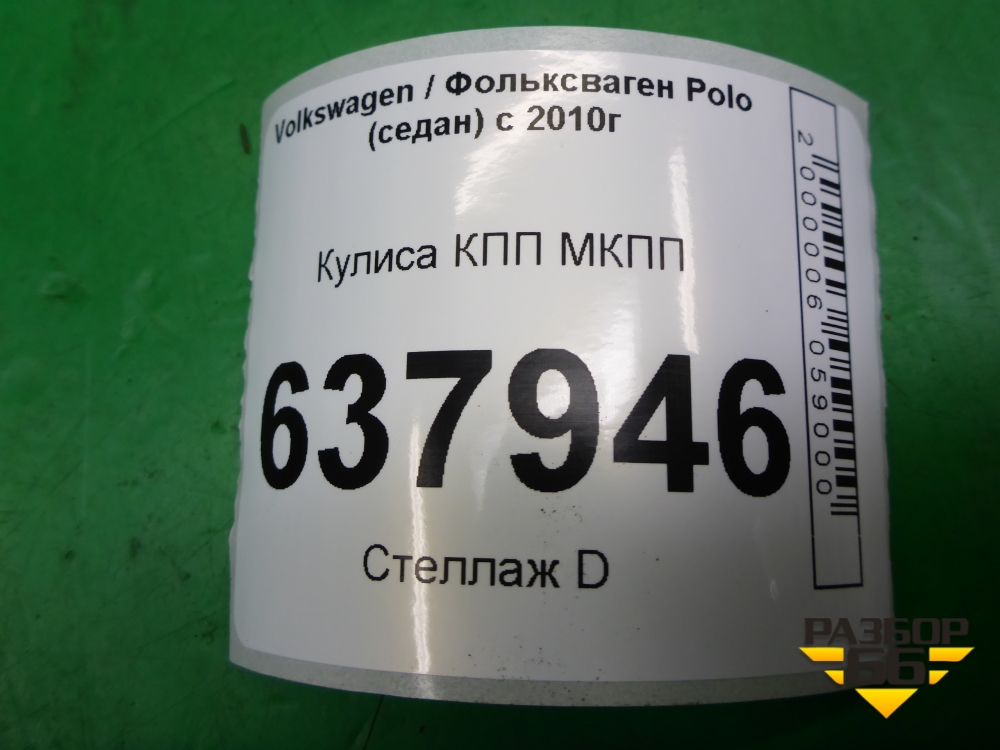 Volkswagen / Фольксваген Polo
(седан) с 2010г
Кулиса КПП МКПП
637946
Стеллаж D
2000006059000
РАЗБОР
66